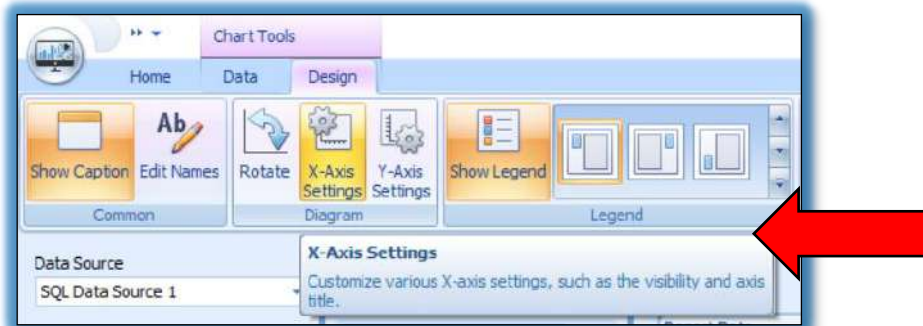 Chart Tools
Home Data Design
Show Caption Edit Names Rotate X-Axis Settings Y-Axis Settings Show Legend
Common Diagram Legend
Data Source
SQL Data Source 1
X-Axis Settings
Customize various X-axis settings, such as the visibility and axis
title.